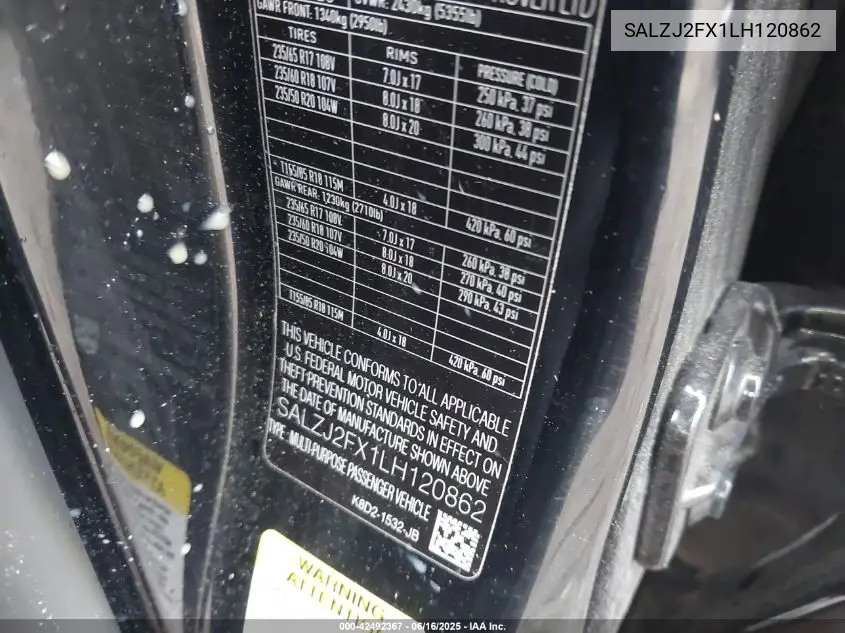 SALZJ2FX1LH120862
ROVER LTD
GVWR: 2430kg (5355lb)
GAWR FRONT: 1340kg (2950lb)
TIRES RIMS PRESSURE (COLD)
235/65 R17 108V 7.0J x 17 250 kPa, 37 psi
235/60 R18 107V 8.0J x 18 260 kPa, 38 psi
235/50 R20 104W 8.0J x 20 300 kPa, 44 psi
* T155/85 R18 115M 4.0J x 18 420 kPa, 60 psi
GAWR REAR: 1230kg (2710lb)
235/65 R17 108V 7.0J x 17 260 kPa, 38 psi
235/60 R18 107V 8.0J x 18 270 kPa, 40 psi
235/50 R20 104W 8.0J x 20 290 kPa, 43 psi
T155/85 R18 115M 4.0J x 18 420 kPa, 60 psi
THIS VEHICLE CONFORMS TO ALL APPLICABLE
U.S. FEDERAL MOTOR VEHICLE SAFETY AND
THEFT PREVENTION STANDARDS IN EFFECT ON
THE DATE OF MANUFACTURE SHOWN ABOVE
SALZJ2FX1LH120862
TYPE: MULTI-PURPOSE PASSENGER VEHICLE
K8D2-1532-JB
WARNING
000-42492367 - 06/16/2025 - IAA Inc.